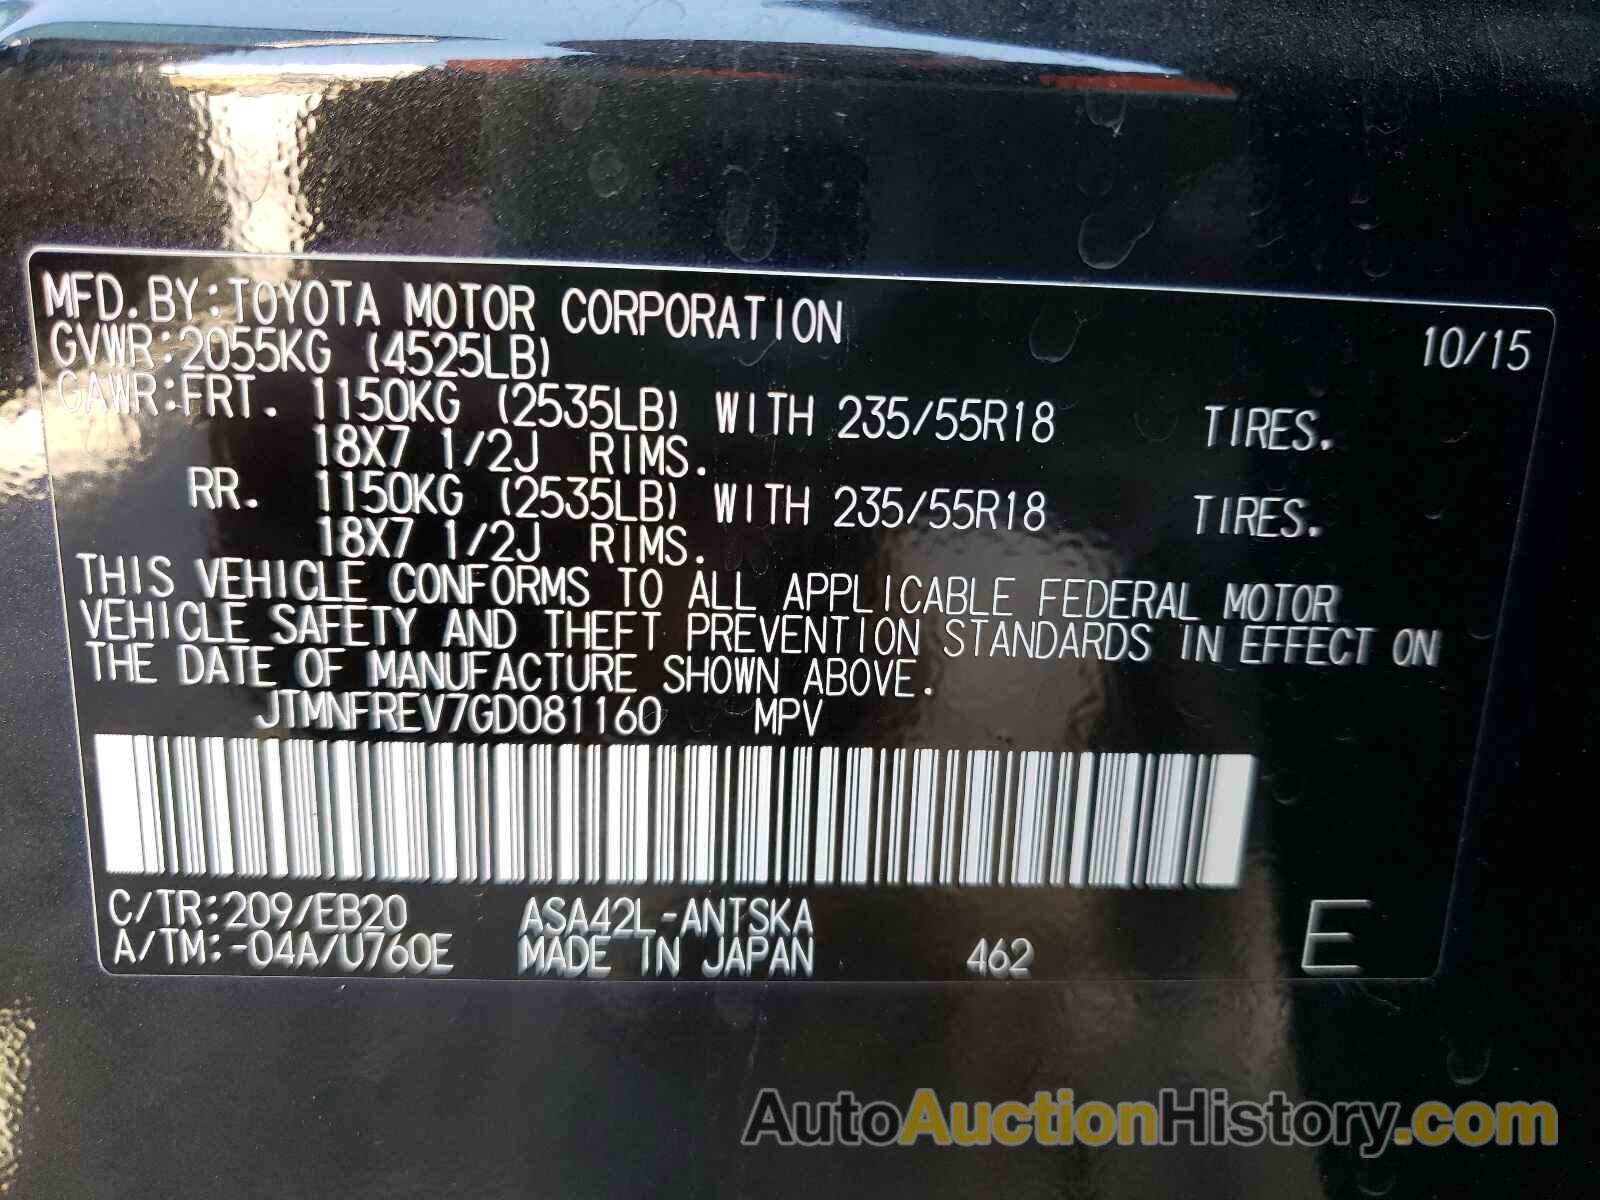 MFD. BY: TOYOTA MOTOR CORPORATION 10/15
GVWR: 2055KG (4525LB)
GAWR: FRT. 1150KG (2535LB) WITH 235/55R18 TIRES.
18X7 1/2J RIMS.
RR. 1150KG (2535LB) WITH 235/55R18 TIRES.
18X7 1/2J RIMS.
THIS VEHICLE CONFORMS TO ALL APPLICABLE FEDERAL MOTOR
VEHICLE SAFETY AND THEFT PREVENTION STANDARDS IN EFFECT ON
THE DATE OF MANUFACTURE SHOWN ABOVE.
JTMNFREV7GD081160 MPV
C/TR: 209/EB20 ASA42L-ANTSKA
A/TM: -04A/U760E MADE IN JAPAN 462 E
AutoAuctionHistory.com